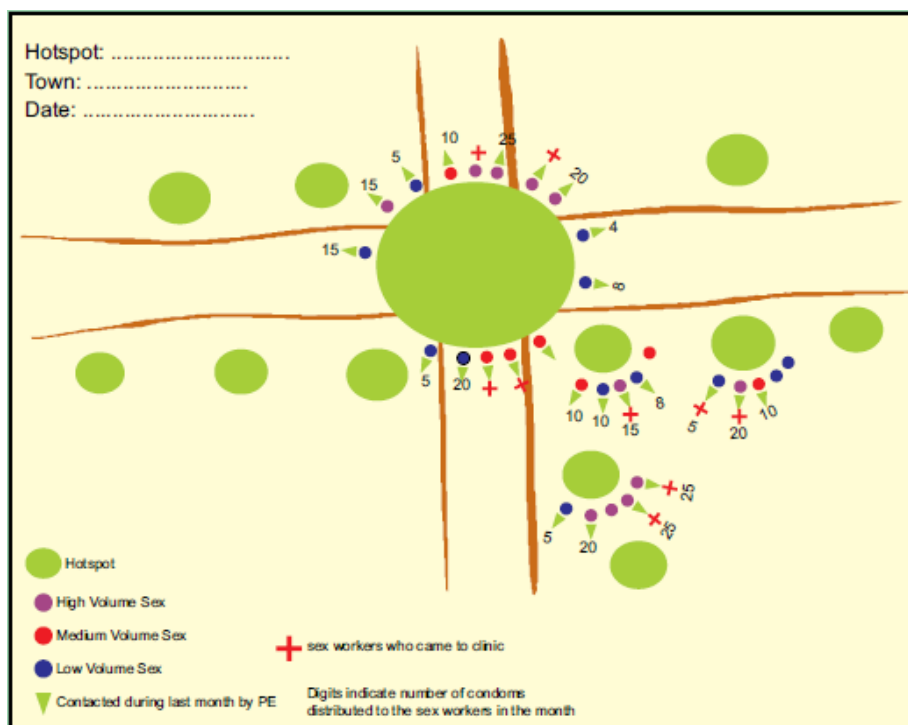 Hotspot: ..............................
Town: ...........................
Date: .............................
10
25
5
20
15
15
4
8
5
20
10
10
15
8
5
20
10
25
25
5
20
Hotspot
High Volume Sex
Medium Volume Sex
Low Volume Sex
Contacted during last month by PE
sex workers who came to clinic
Digits indicate number of condoms
distributed to the sex workers in the month